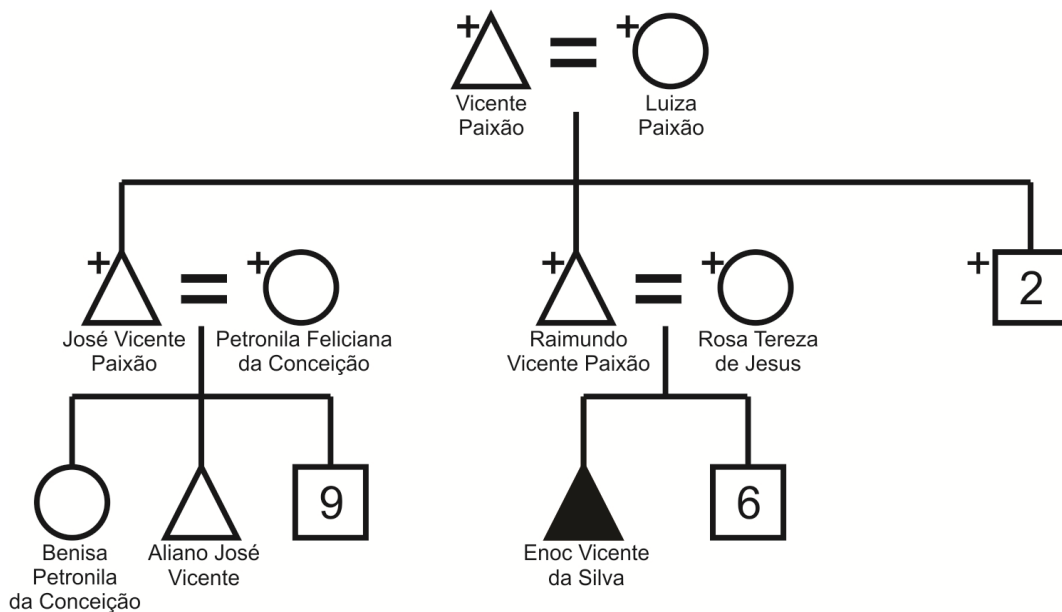 Vicente
Paixão
Luiza
Paixão
José Vicente
Paixão
Petronila Feliciana
da Conceição
Raimundo
Vicente Paixão
Rosa Tereza
de Jesus
2
Benisa
Petronila
da Conceição
Aliano José
Vicente
9
Enoc Vicente
da Silva
6